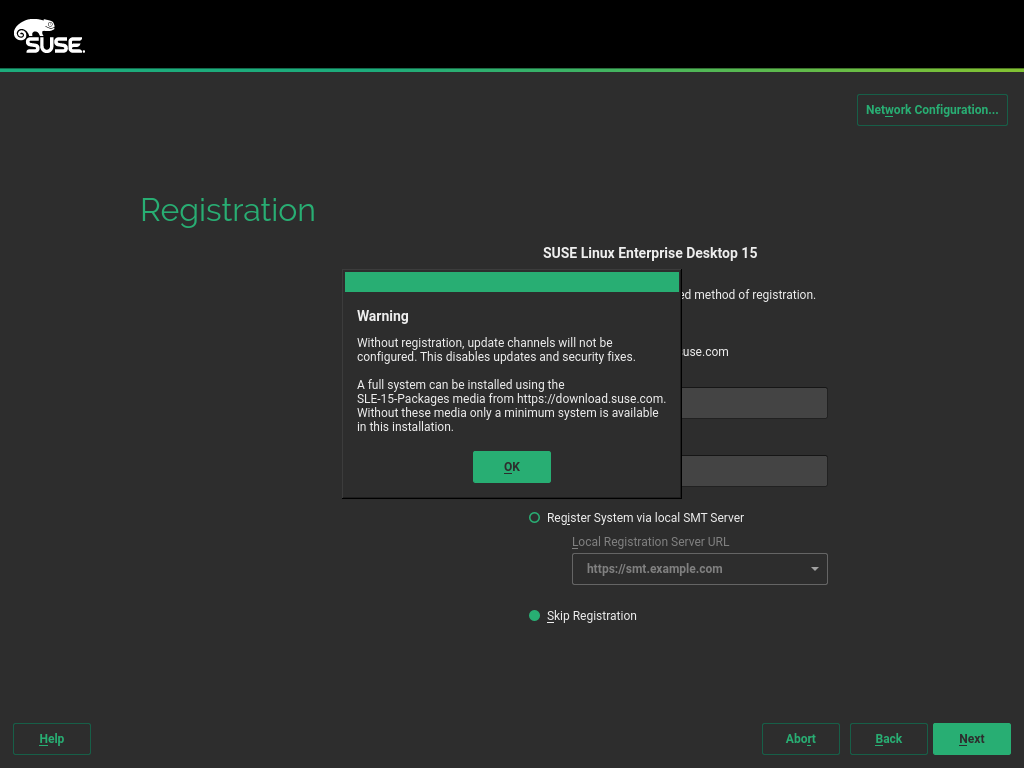 SUSE.
Network Configuration...
Registration
SUSE Linux Enterprise Desktop 15
method of registration.
Warning
Without registration, update channels will not be
configured. This disables updates and security fixes.
A full system can be installed using the
SLE-15-Packages media from https://download.suse.com.
Without these media only a minimum system is available
in this installation.
OK
suse.com
Register System via local SMT Server
Local Registration Server URL
https://smt.example.com
Skip Registration
Help
Abort
Back
Next